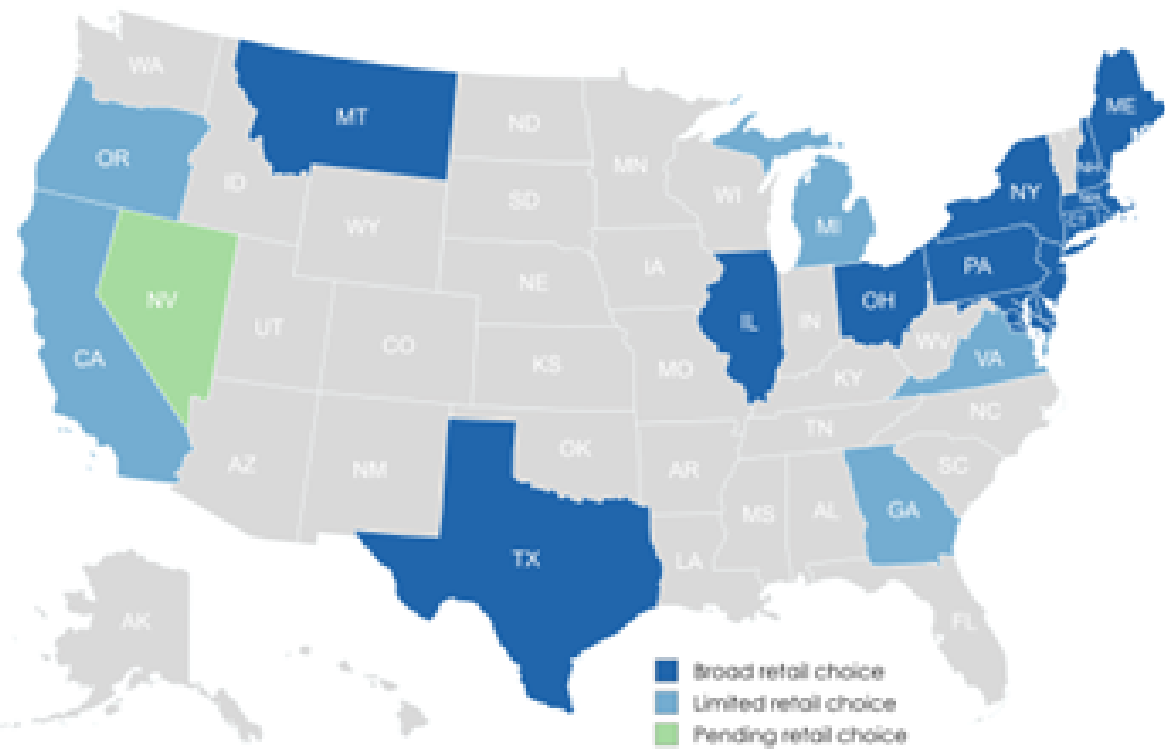 WA
MT
ND
MN
ME
OR
ID
SD
WI
NY
NH
WY
MI
IA
PA
NE
NV
UT
CO
IL
IN
OH
WV
VA
CA
KS
MO
KY
NC
TN
AZ
NM
OK
AR
SC
MS
AL
GA
TX
LA
AK
FL
CT
Broad retail choice
Limited retail choice
Pending retail choice